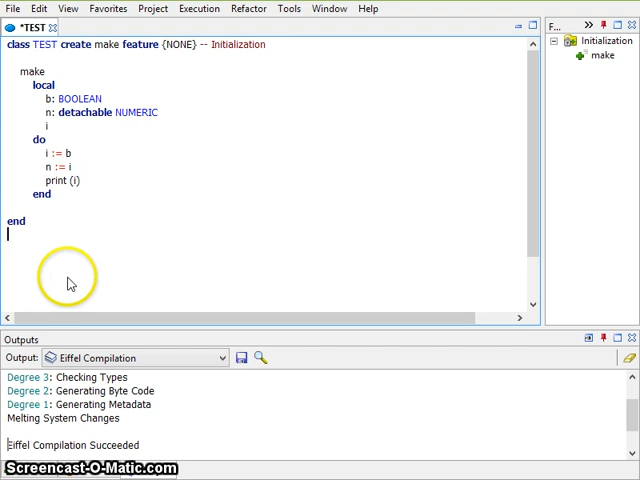 File Edit View Favorites Project Execution Refactor Tools Window Help
*TEST
F...
class TEST create make feature {NONE} -- Initialization
Initialization
make
make
local
b: BOOLEAN
n: detachable NUMERIC
i
do
i := b
n := i
print (i)
end
end
Outputs
Output: Eiffel Compilation
Degree 3: Checking Types
Degree 2: Generating Byte Code
Degree 1: Generating Metadata
Melting System Changes
Eiffel Compilation Succeeded
Screencast-O-Matic.com